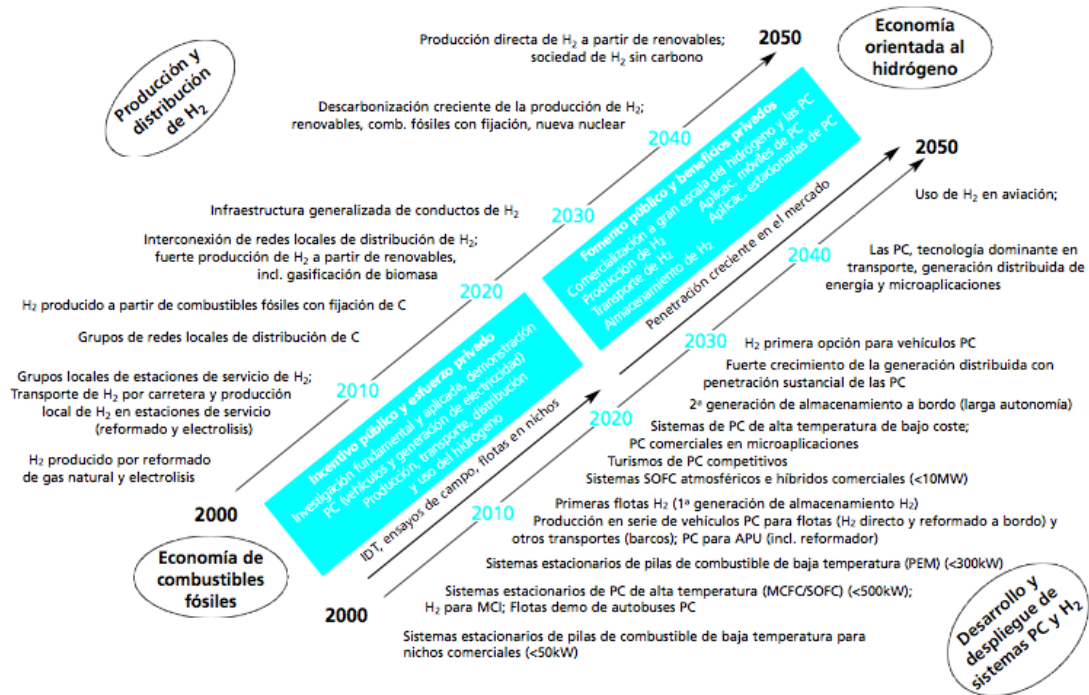 Producción y
distribución
de H₂
Producción directa de H₂ a partir de renovables;
sociedad de H₂ sin carbono
2050
Economía
orientada al
hidrógeno
Descarbonización creciente de la producción de H₂;
renovables, comb. fósiles con fijación, nueva nuclear
2040
Infraestructura generalizada de conductos de H₂
2030
Interconexión de redes locales de distribución de H₂;
fuerte producción de H₂ a partir de renovables,
incl. gasificación de biomasa
2020
H₂ producido a partir de combustibles fósiles con fijación de C
Grupos de redes locales de distribución de C
Grupos locales de estaciones de servicio de H₂;
Transporte de H₂ por carretera y producción
local de H₂ en estaciones de servicio
(reformado y electrolisis)
2010
H₂ producido por reformado
de gas natural y electrolisis
2000
Economía de
combustibles
fósiles
Fomento público y beneficios privados
Comercialización a gran escala del hidrógeno y las PC
Producción de H₂ Aplicac. móviles de PC
Transporte de H₂ Aplicac. estacionarias de PC
Almacenamiento de H₂
Incentivo público y esfuerzo privado
Investigación fundamental y aplicada, demonstración
PC (vehículos y generación de electriccidad)
Producción, transporte, distribución
y uso del hidrógeno
IDT, ensayos de campo, flotas en nichos
Penetración creciente en el mercado
2050
Uso de H₂ en aviación;
2040
Las PC, tecnología dominante en
transporte, generación distribuida de
energía y microaplicaciones
2030
H₂ primera opción para vehículos PC
Fuerte crecimiento de la generación distribuida con
penetración sustancial de las PC
2ª generación de almacenamiento a bordo (larga autonomía)
2020
Sistemas de PC de alta temperatura de bajo coste;
PC comerciales en microaplicaciones
Turismos de PC competitivos
Sistemas SOFC atmosféricos e híbridos comerciales (<10MW)
2010
Primeras flotas H₂ (1ª generación de almacenamiento H₂)
Producción en serie de vehículos PC para flotas (H₂ directo y reformado a bordo) y
otros transportes (barcos); PC para APU (incl. reformador)
Sistemas estacionarios de pilas de combustible de baja temperatura (PEM) (<300kW)
2000
Sistemas estacionarios de PC de alta temperatura (MCFC/SOFC) (<500kW);
H₂ para MCI; Flotas demo de autobuses PC
Sistemas estacionarios de pilas de combustible de baja temperatura para
nichos comerciales (<50kW)
Desarrollo y
despliegue de
sistemas PC y H₂